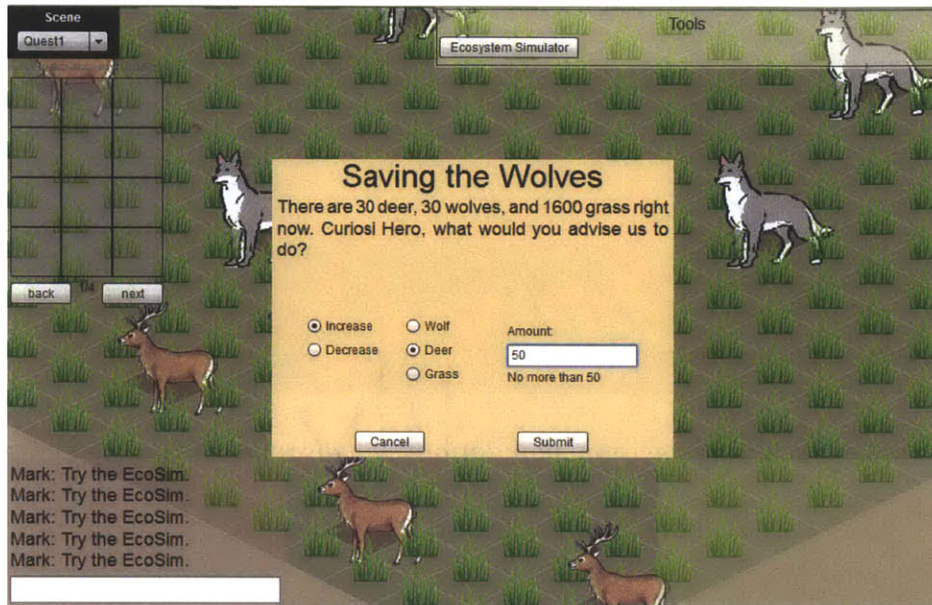 Scene
Quest1
Tools
Ecosystem Simulator
back
1/4
next
Saving the Wolves
There are 30 deer, 30 wolves, and 1600 grass right
now. Curiosi Hero, what would you advise us to
do?
Increase
Decrease
Wolf
Deer
Grass
Amount:
50
No more than 50
Cancel
Submit
Mark: Try the EcoSim.
Mark: Try the EcoSim.
Mark: Try the EcoSim.
Mark: Try the EcoSim.
Mark: Try the EcoSim.